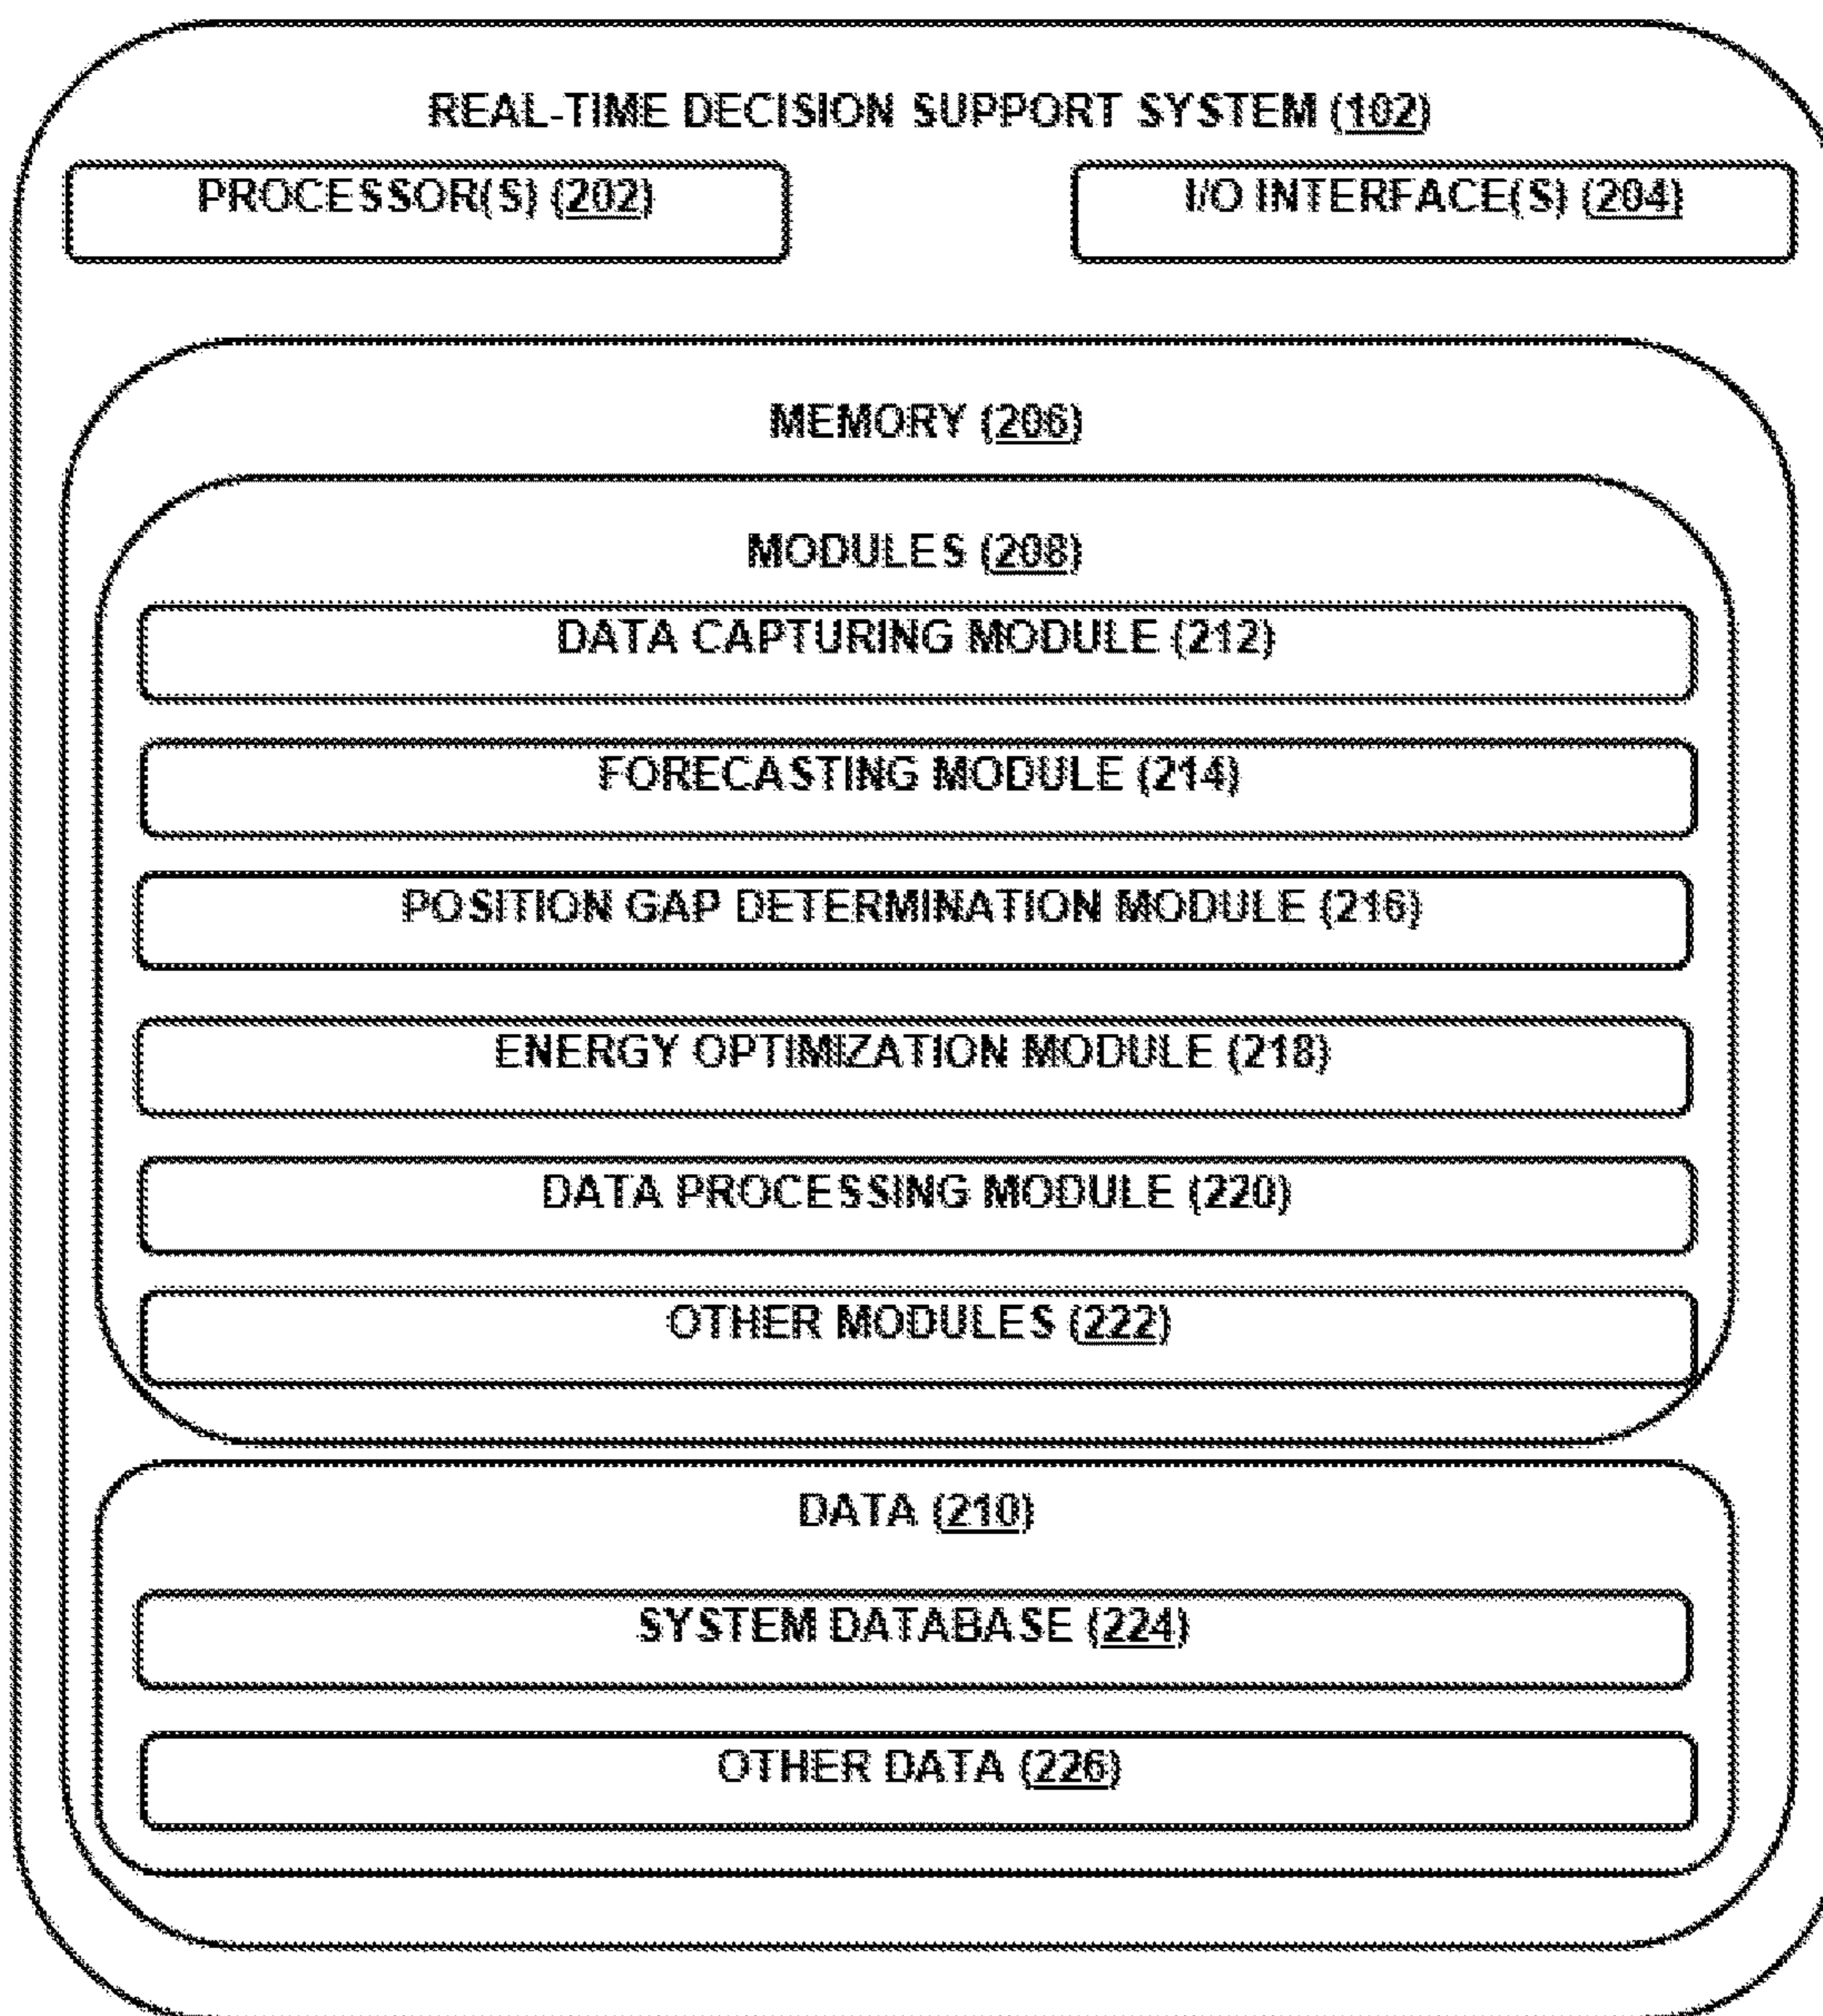 REAL-TIME DECISION SUPPORT SYSTEM (102)
PROCESSOR(S) (202)
I/O INTERFACE(S) (204)
MEMORY (206)
MODULES (208)
DATA CAPTURING MODULE (212)
FORECASTING MODULE (214)
POSITION GAP DETERMINATION MODULE (216)
ENERGY OPTIMIZATION MODULE (218)
DATA PROCESSING MODULE (220)
OTHER MODULES (222)
DATA (210)
SYSTEM DATABASE (224)
OTHER DATA (226)